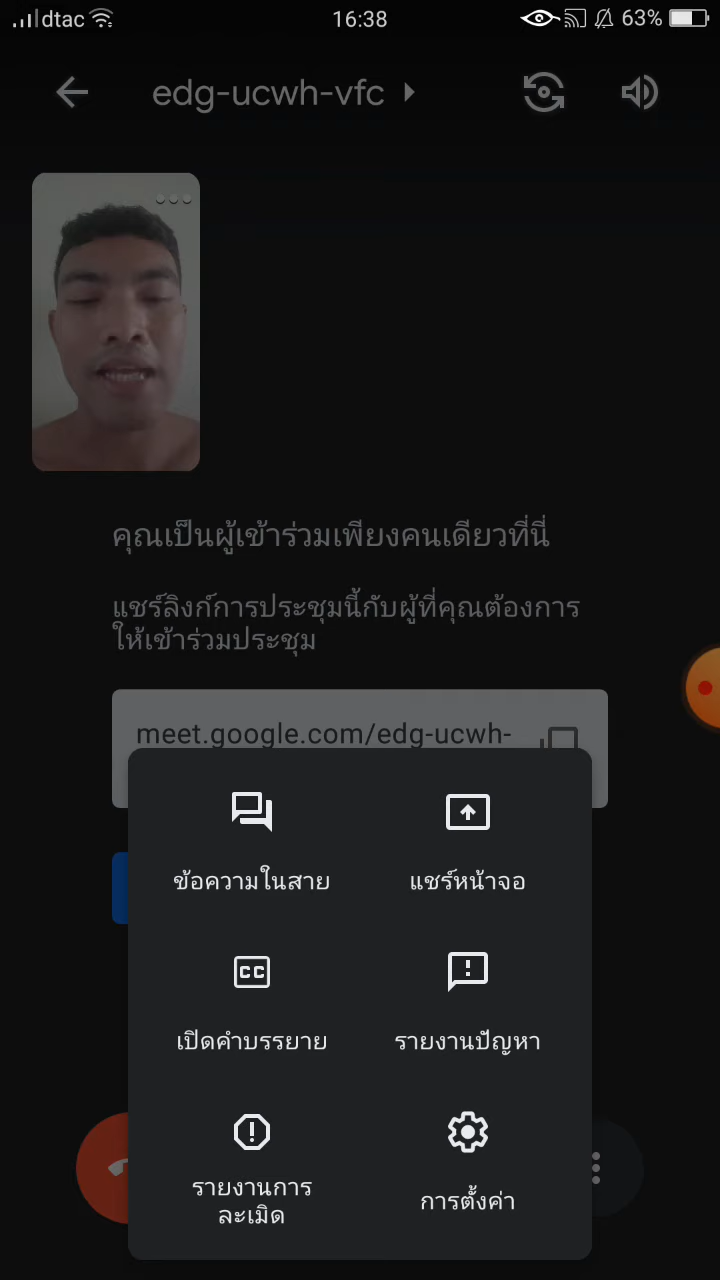 dtac 16:38 63%
edg-ucwh-vfc
คุณเป็นผู้เข้าร่วมเพียงคนเดียวที่นี่
แชร์ลิงก์การประชุมนี้กับผู้ที่คุณต้องการ
ให้เข้าร่วมประชุม
meet.google.com/edg-ucwh-
ข้อความในสาย
แชร์หน้าจอ
CC
เปิดคำบรรยาย
รายงานปัญหา
รายงานการ
ละเมิด
การตั้งค่า